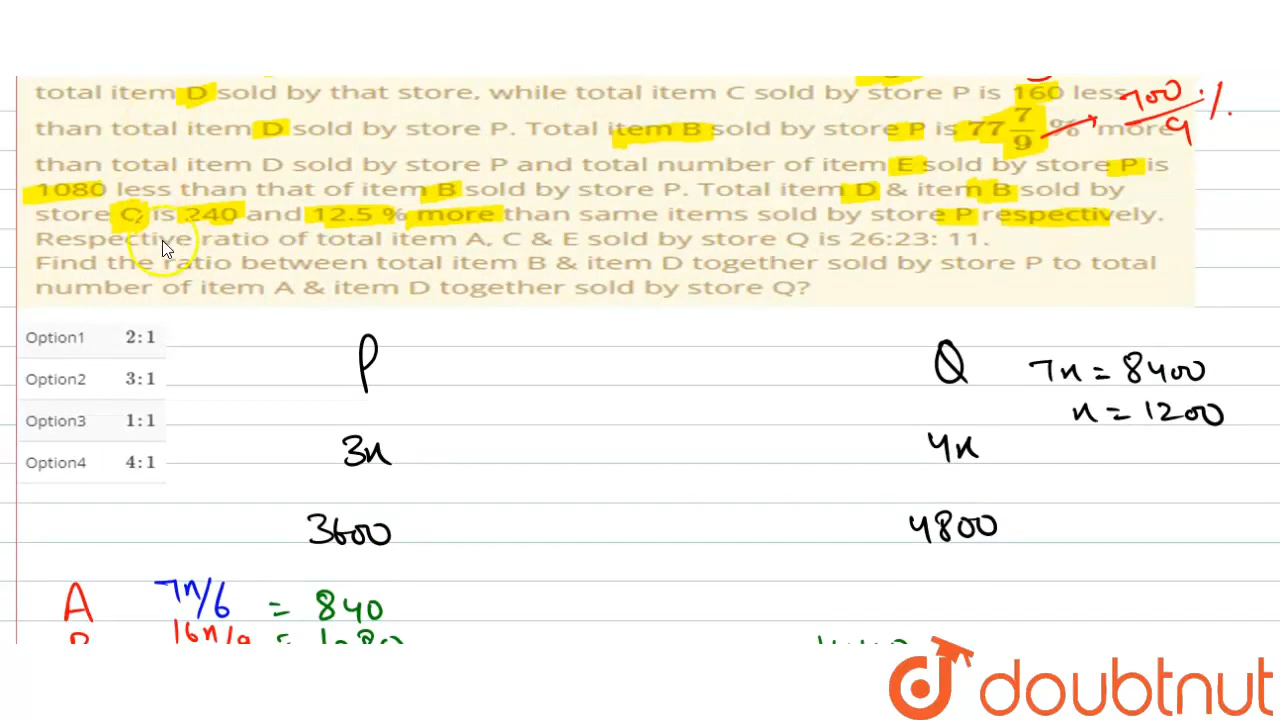 total item D sold by that store, while total item C sold by store P is 160 less
than total item D sold by store P. Total item B sold by store P is 77 7/9 % more
700/9 %
than total item D sold by store P and total number of item E sold by store P is
1080 less than that of item B sold by store P. Total item D & item B sold by
store Q is 240 and 12.5 % more than same items sold by store P respectively.
Respective ratio of total item A, C & E sold by store Q is 26:23: 11.
Find the ratio between total item B & item D together sold by store P to total
number of item A & item D together sold by store Q?
Option1 2:1
Option2 3:1
Option3 1:1
Option4 4:1
P Q
7x = 8400
x = 1200
3x 4x
3600 4800
A 7x/6 = 840
16x/9 = 1280
doubtnut